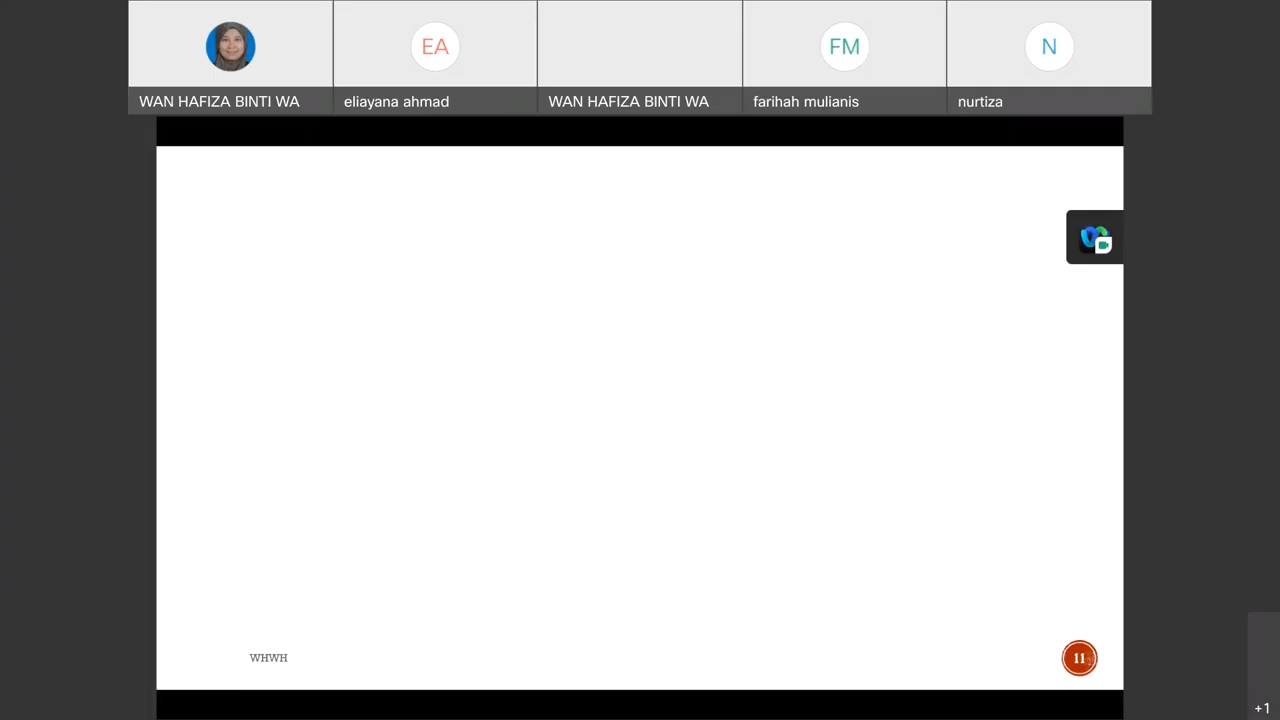 EA
FM
N
WAN HAFIZA BINTI WA
eliayana ahmad
WAN HAFIZA BINTI WA
farihah mulianis
nurtiza
WHWH
11
+1